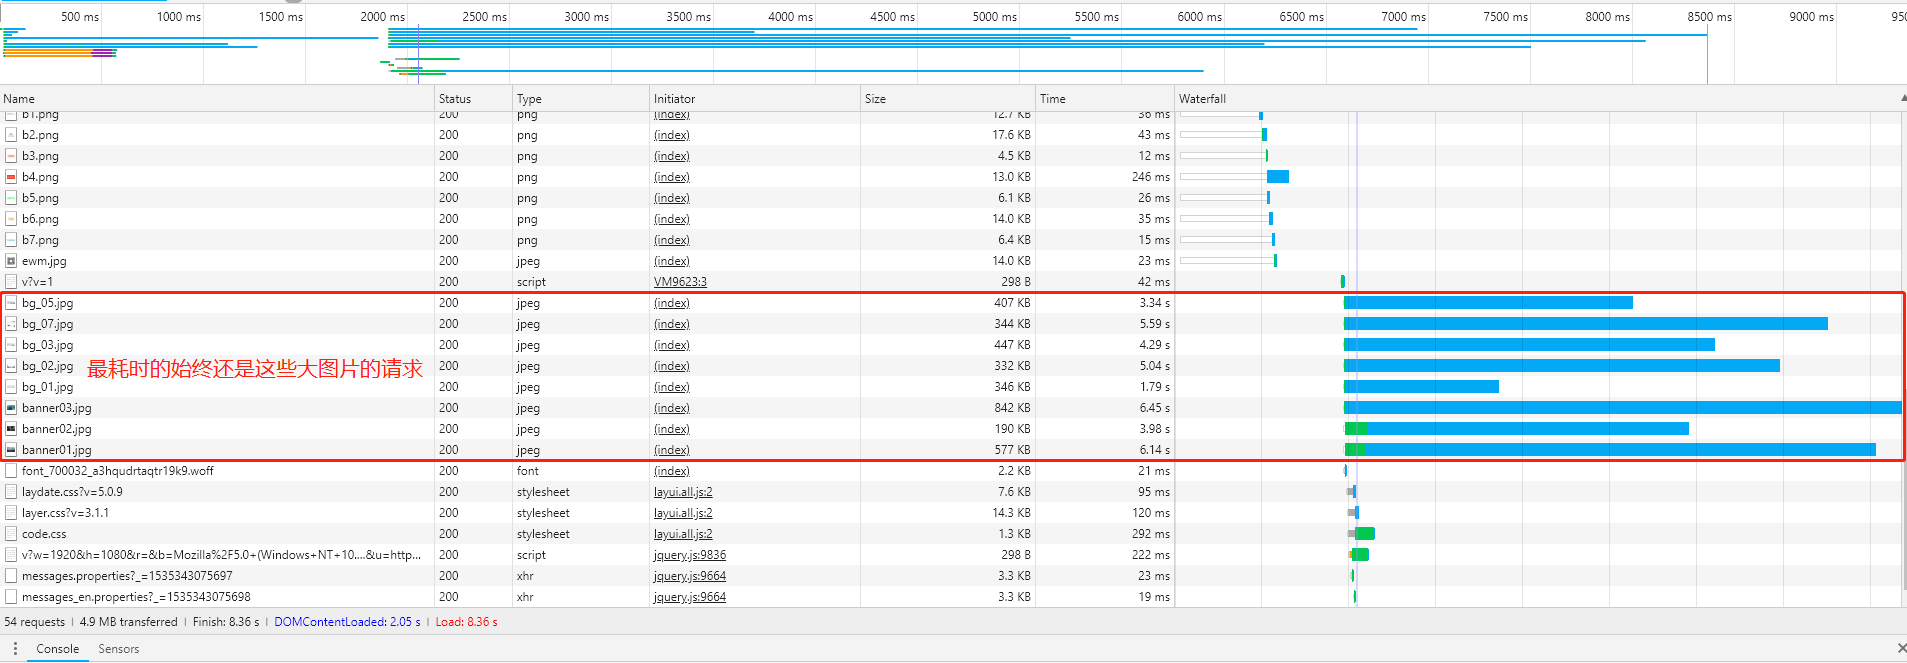 500 ms 1000 ms 1500 ms 2000 ms 2500 ms 3000 ms 3500 ms 4000 ms 4500 ms 5000 ms 5500 ms 6000 ms 6500 ms 7000 ms 7500 ms 8000 ms 8500 ms 9000 ms 950
Name Status Type Initiator Size Time Waterfall
b1.png 200 png (index) 12.7 KB 36 ms
b2.png 200 png (index) 17.6 KB 43 ms
b3.png 200 png (index) 4.5 KB 12 ms
b4.png 200 png (index) 13.0 KB 246 ms
b5.png 200 png (index) 6.1 KB 26 ms
b6.png 200 png (index) 14.0 KB 35 ms
b7.png 200 png (index) 6.4 KB 15 ms
ewm.jpg 200 jpeg (index) 14.0 KB 23 ms
v?v=1 200 script VM9623:3 298 B 42 ms
bg_05.jpg 200 jpeg (index) 407 KB 3.34 s
bg_07.jpg 200 jpeg (index) 344 KB 5.59 s
bg_03.jpg 200 jpeg (index) 447 KB 4.29 s
bg_02.jpg 200 jpeg (index) 332 KB 5.04 s
最耗时的始终还是这些大图片的请求
bg_01.jpg 200 jpeg (index) 346 KB 1.79 s
banner03.jpg 200 jpeg (index) 842 KB 6.45 s
banner02.jpg 200 jpeg (index) 190 KB 3.98 s
banner01.jpg 200 jpeg (index) 577 KB 6.14 s
font_700032_a3hqudrtaqtr19k9.woff 200 font (index) 2.2 KB 21 ms
laydate.css?v=5.0.9 200 stylesheet layui.all.js:2 7.6 KB 95 ms
layer.css?v=3.1.1 200 stylesheet layui.all.js:2 14.3 KB 120 ms
code.css 200 stylesheet layui.all.js:2 1.3 KB 292 ms
v?w=1920&h=1080&r=&b=Mozilla%2F5.0+(Windows+NT+10....&u=http... 200 script jquery.js:9836 298 B 222 ms
messages.properties?_=1535343075697 200 xhr jquery.js:9664 3.3 KB 23 ms
messages_en.properties?_=1535343075698 200 xhr jquery.js:9664 3.3 KB 19 ms
54 requests | 4.9 MB transferred | Finish: 8.36 s | DOMContentLoaded: 2.05 s | Load: 8.36 s
Console Sensors